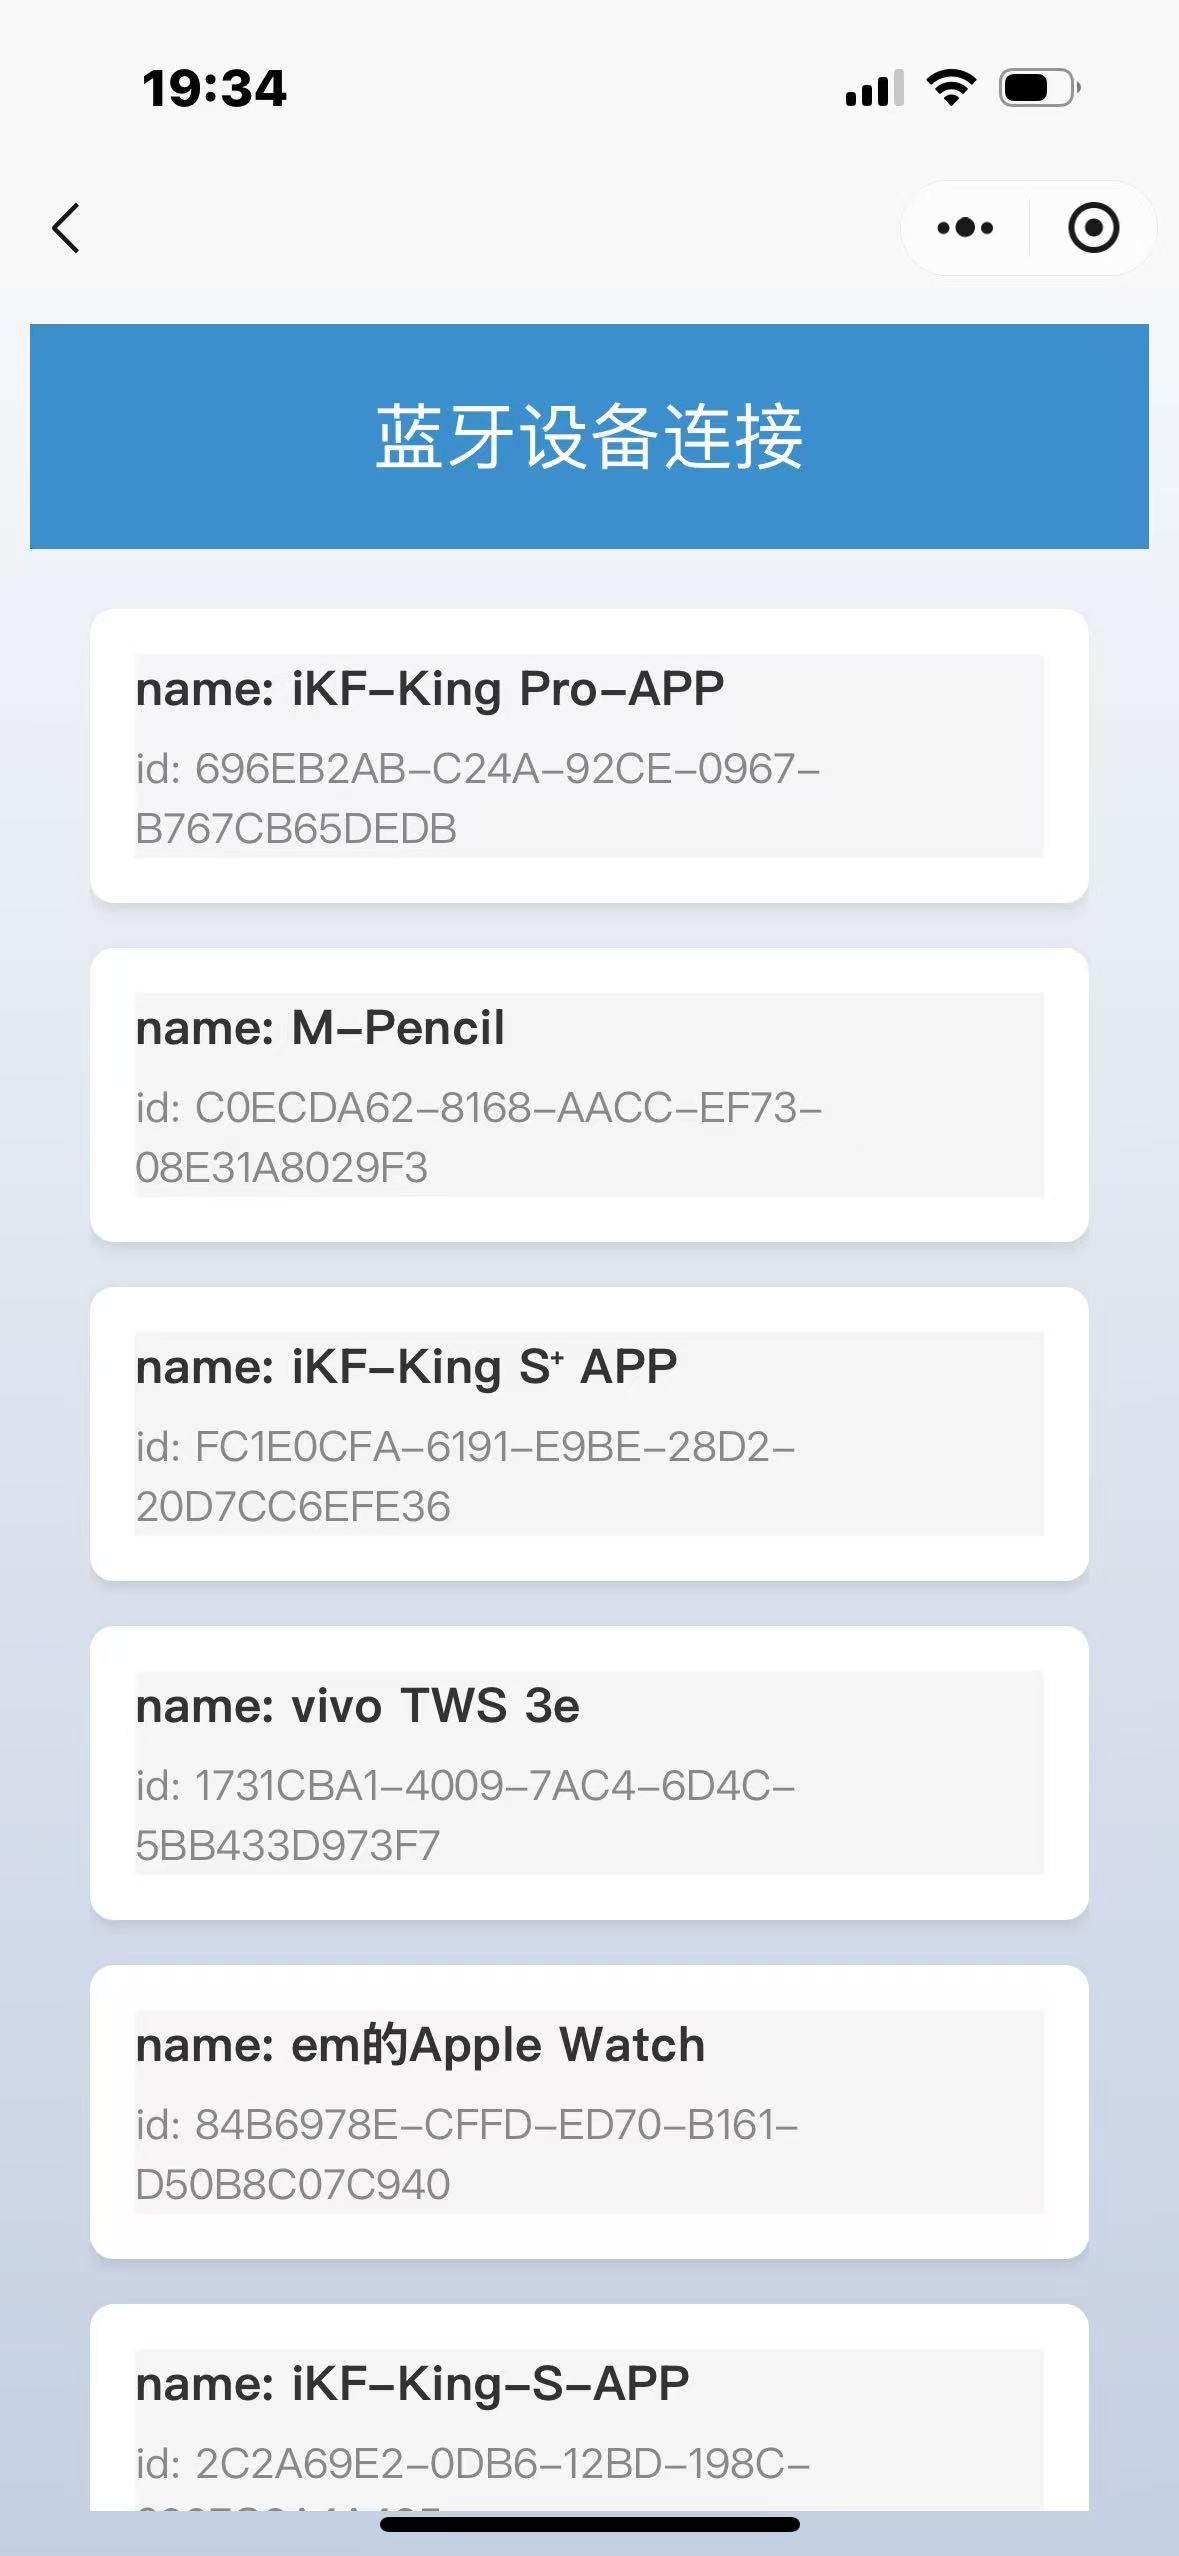 19:34
蓝牙设备连接
name: iKF-King Pro-APP
id: 696EB2AB-C24A-92CE-0967-
B767CB65DEDB
name: M-Pencil
id: C0ECDA62-8168-AACC-EF73-
08E31A8029F3
name: iKF-King S⁺ APP
id: FC1E0CFA-6191-E9BE-28D2-
20D7CC6EFE36
name: vivo TWS 3e
id: 1731CBA1-4009-7AC4-6D4C-
5BB433D973F7
name: em的Apple Watch
id: 84B6978E-CFFD-ED70-B161-
D50B8C07C940
name: iKF-King-S-APP
id: 2C2A69E2-0DB6-12BD-198C-